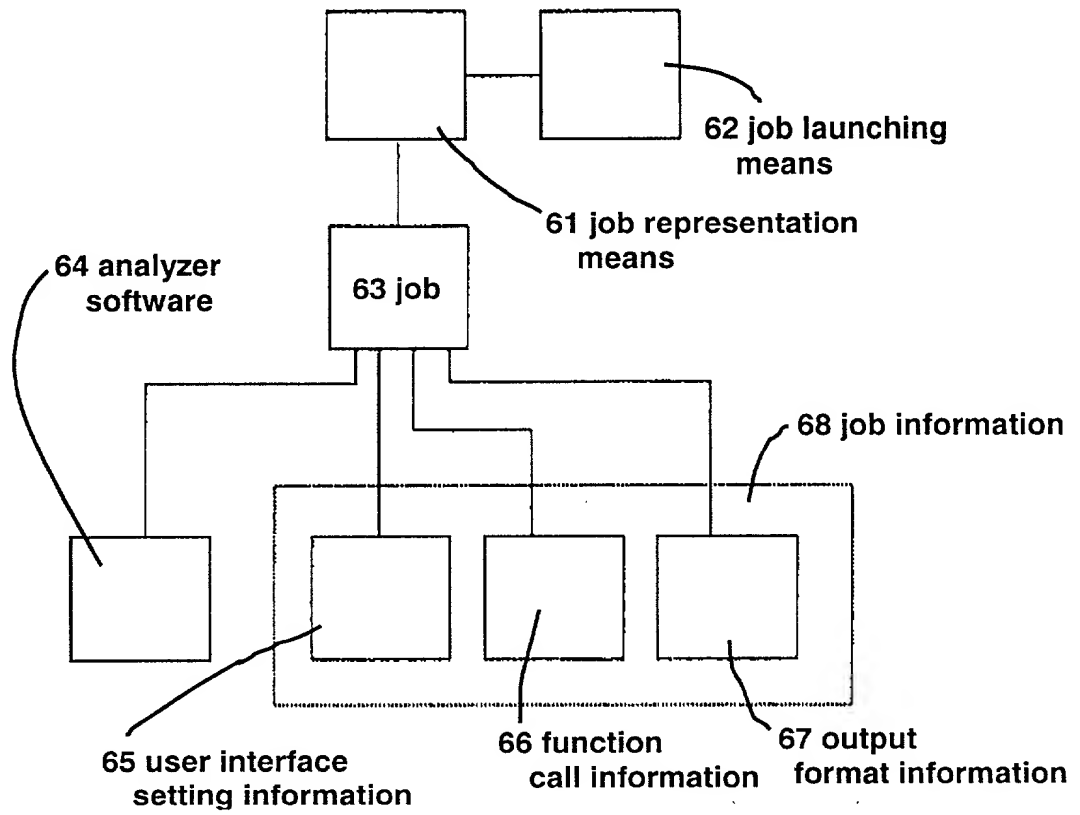 62 job launching
means
61 job representation
means
64 analyzer
software
63 job
68 job information
65 user interface
setting information
66 function
call information
67 output
format information